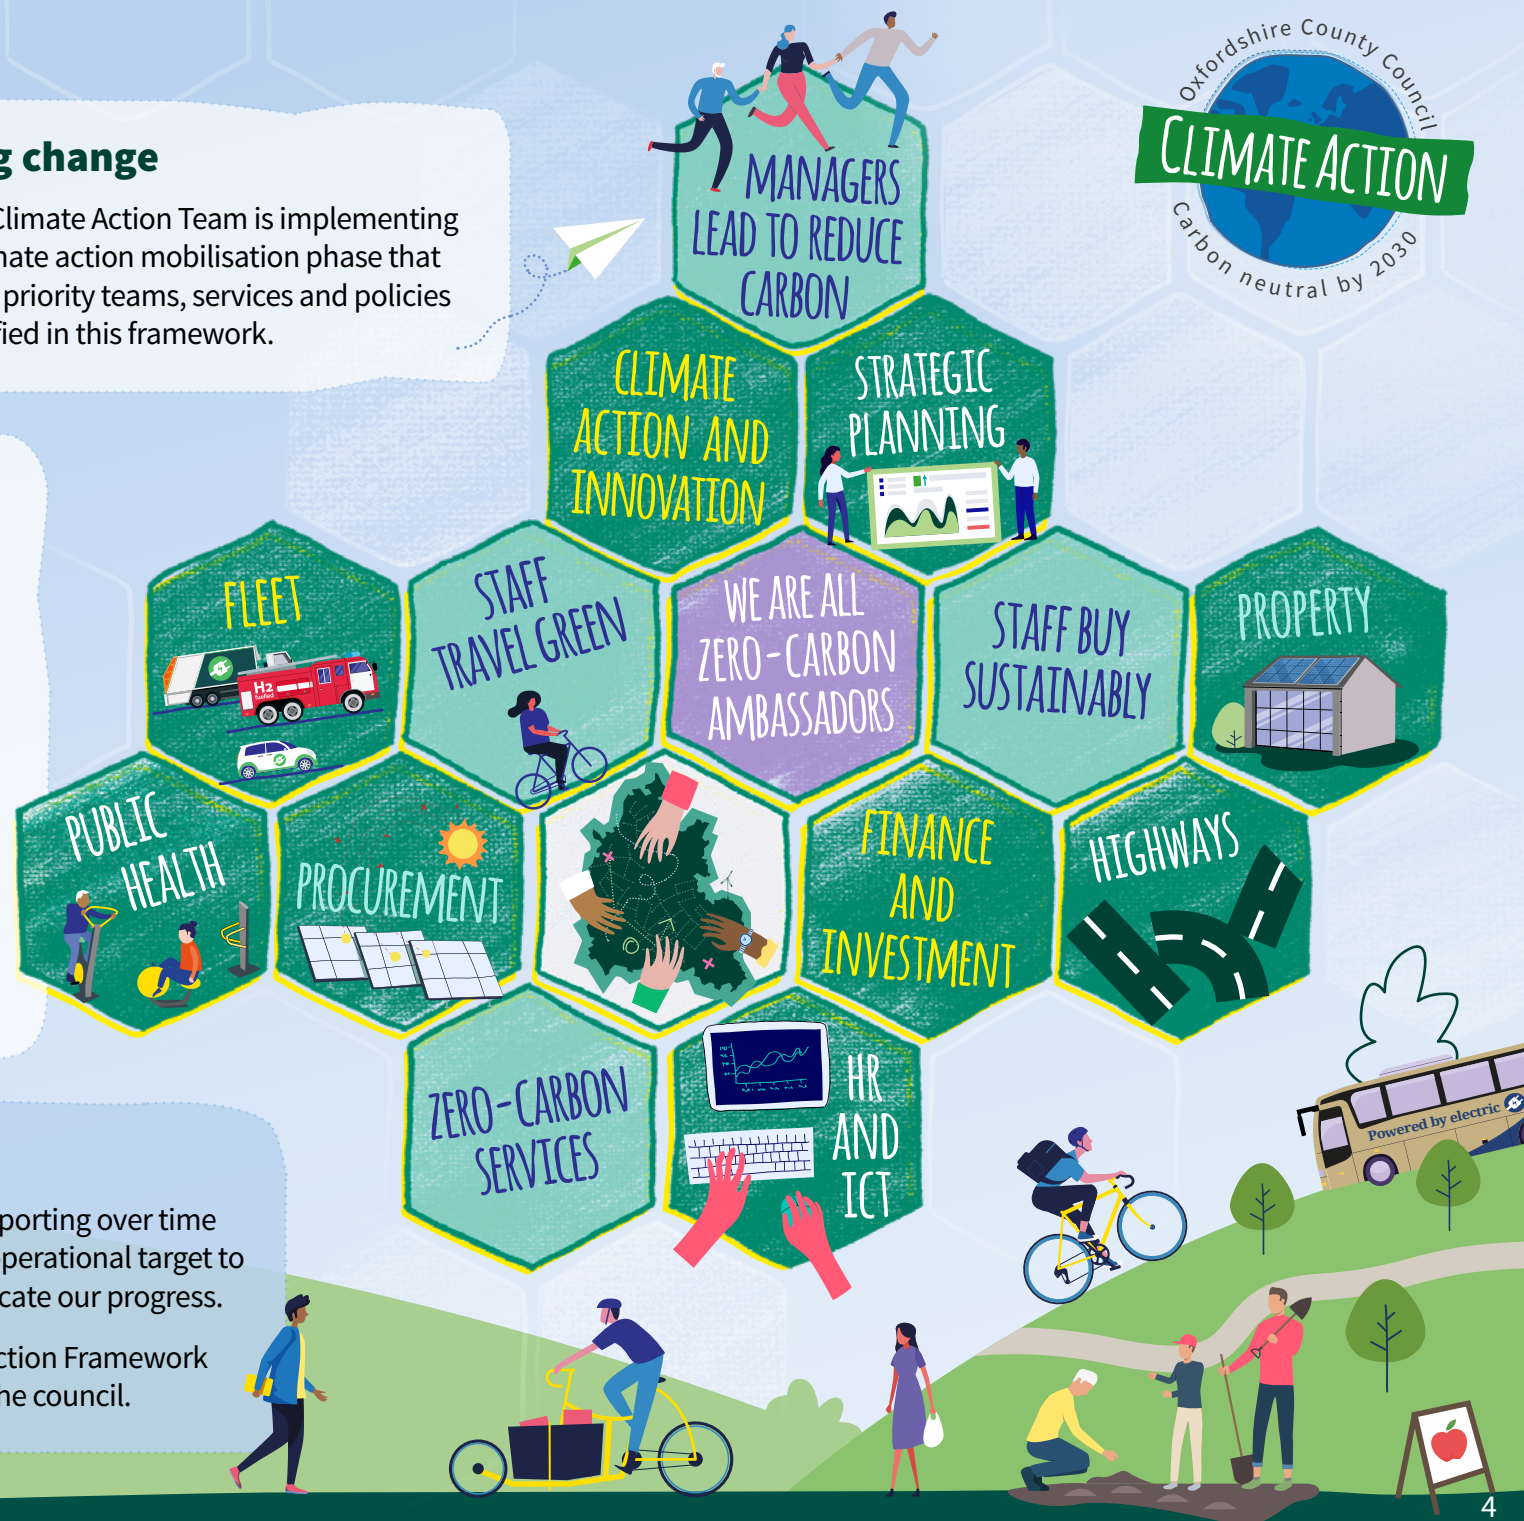 g change
Climate Action Team is implementing
nate action mobilisation phase that
priority teams, services and policies
fied in this framework.
Oxfordshire County Council
CLIMATE ACTION
Carbon neutral by 2030
MANAGERS
LEAD TO REDUCE
CARBON
CLIMATE
ACTION AND
INNOVATION
STRATEGIC
PLANNING
FLEET
H2
fuelled
STAFF
TRAVEL GREEN
WE ARE ALL
ZERO-CARBON
AMBASSADORS
STAFF BUY
SUSTAINABLY
PROPERTY
PUBLIC
HEALTH
PROCUREMENT
FINANCE
AND
INVESTMENT
HIGHWAYS
ZERO-CARBON
SERVICES
HR
AND
ICT
Powered by electric
porting over time
perational target to
cate our progress.
ction Framework
he council.
4